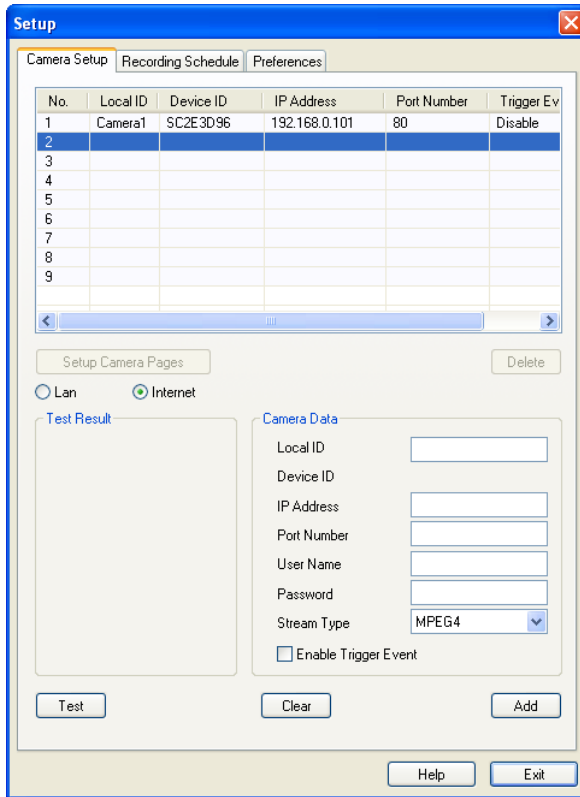 Setup
Camera Setup Recording Schedule Preferences
No. Local ID Device ID IP Address Port Number Trigger Ev
1 Camera1 SC2E3D96 192.168.0.101 80 Disable
2
3
4
5
6
7
8
9
Setup Camera Pages Delete
Lan Internet
Test Result Camera Data
Local ID
Device ID
IP Address
Port Number
User Name
Password
Stream Type MPEG4
Enable Trigger Event
Test Clear Add
Help Exit